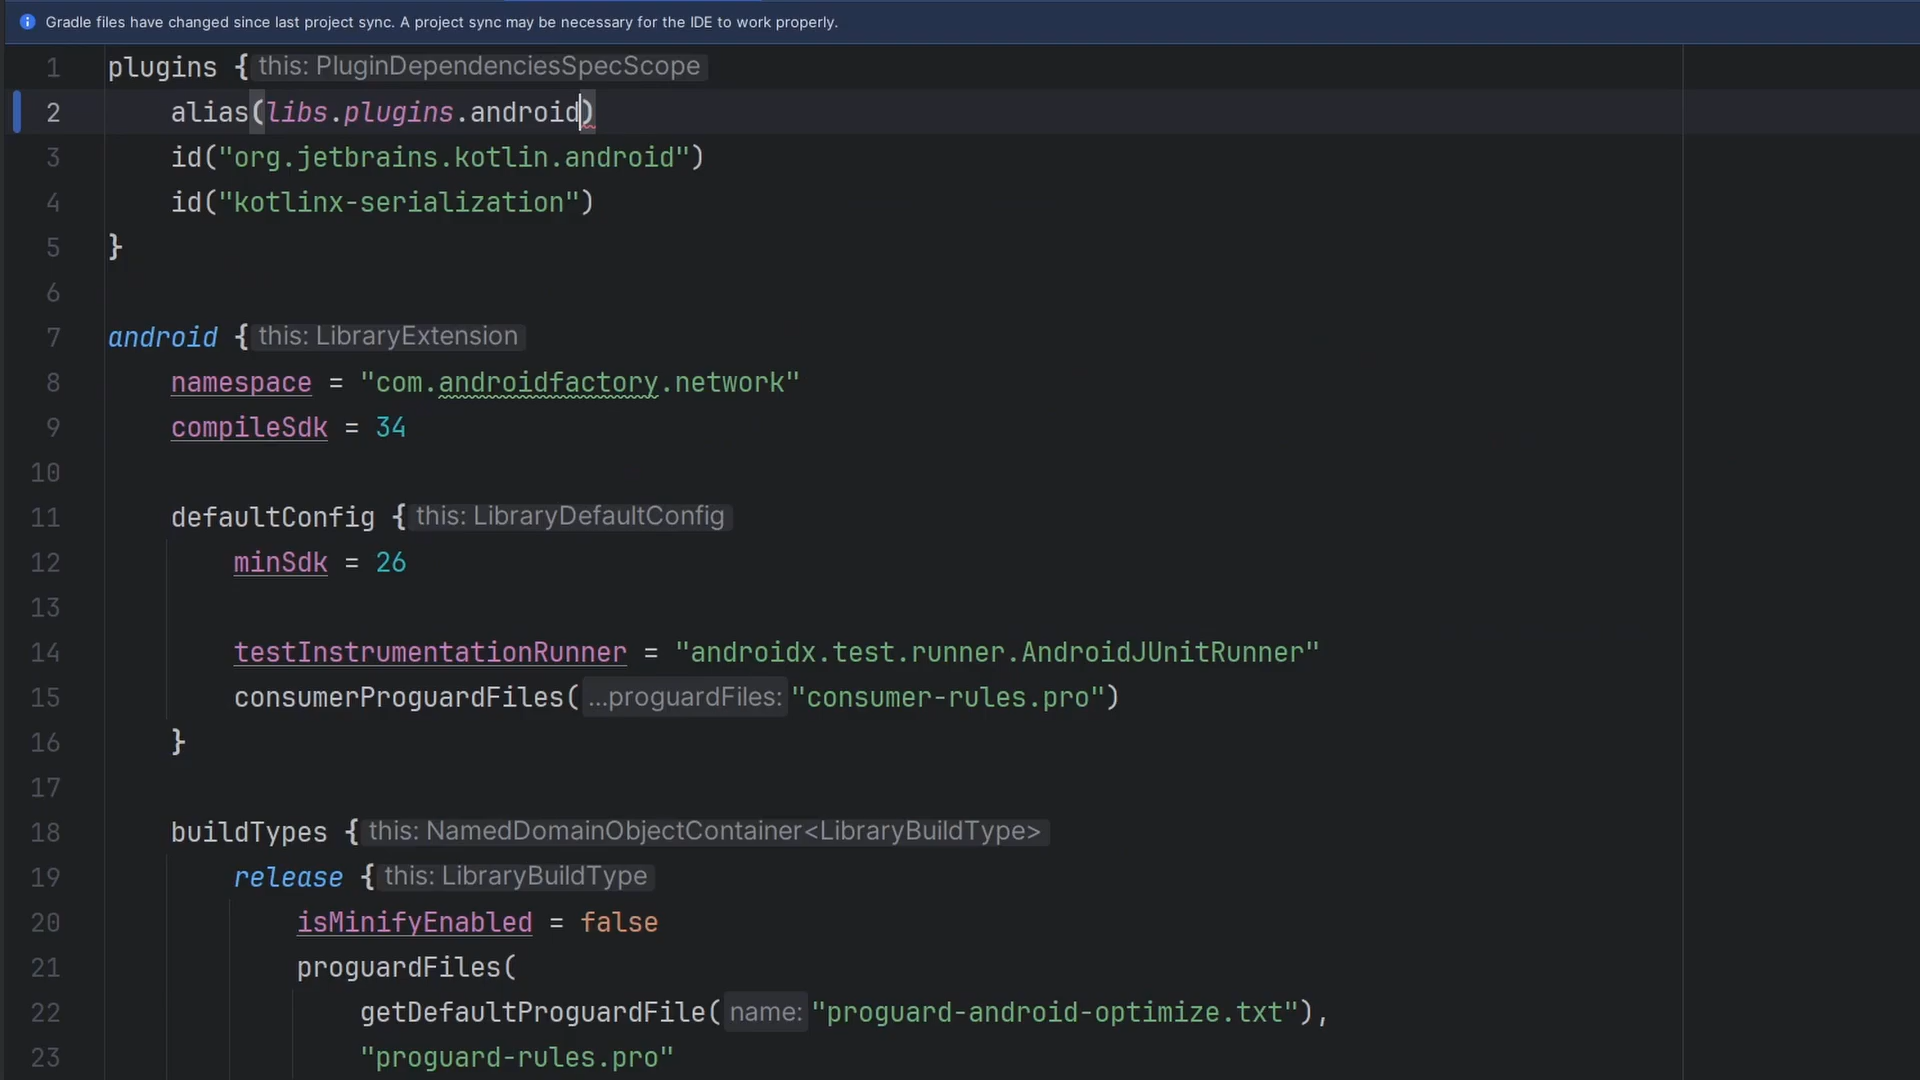 Gradle files have changed since last project sync. A project sync may be necessary for the IDE to work properly.
1 plugins { this: PluginDependenciesSpecScope
2 alias(libs.plugins.android)
3 id("org.jetbrains.kotlin.android")
4 id("kotlinx-serialization")
5 }
6
7 android { this: LibraryExtension
8 namespace = "com.androidfactory.network"
9 compileSdk = 34
10
11 defaultConfig { this: LibraryDefaultConfig
12 minSdk = 26
13
14 testInstrumentationRunner = "androidx.test.runner.AndroidJUnitRunner"
15 consumerProguardFiles( ...proguardFiles: "consumer-rules.pro")
16 }
17
18 buildTypes { this: NamedDomainObjectContainer<LibraryBuildType>
19 release { this: LibraryBuildType
20 isMinifyEnabled = false
21 proguardFiles(
22 getDefaultProguardFile( name: "proguard-android-optimize.txt"),
23 "proguard-rules.pro"